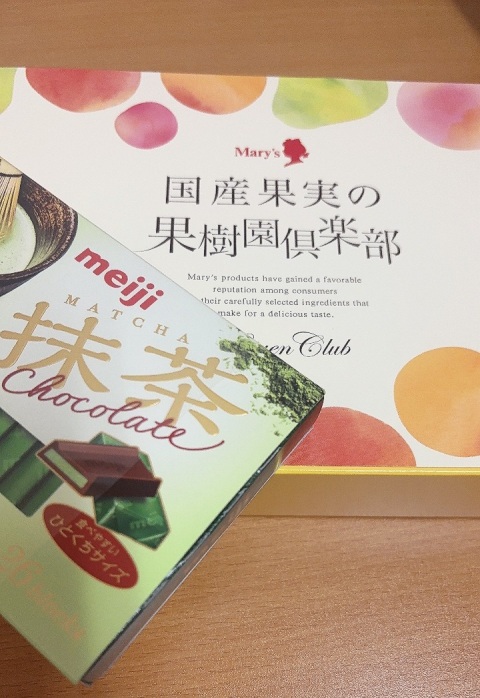 Mary's
国産果実の
果樹園倶楽部
Mary's products have gained a favorable
reputation among consumers
their carefully selected ingredients that
make for a delicious taste.
Club
meiji
MATCHA
抹茶
Chocolate
食べやすい
ひとくちサイズ